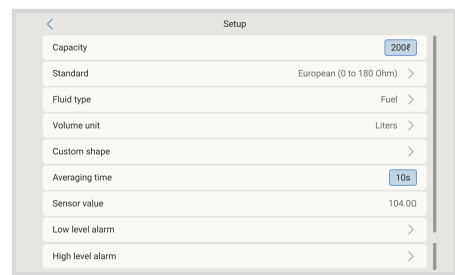 Setup
Capacity 200ℓ
Standard European (0 to 180 Ohm)
Fluid type Fuel
Volume unit Liters
Custom shape
Averaging time 10s
Sensor value 104.0Ω
Low level alarm
High level alarm